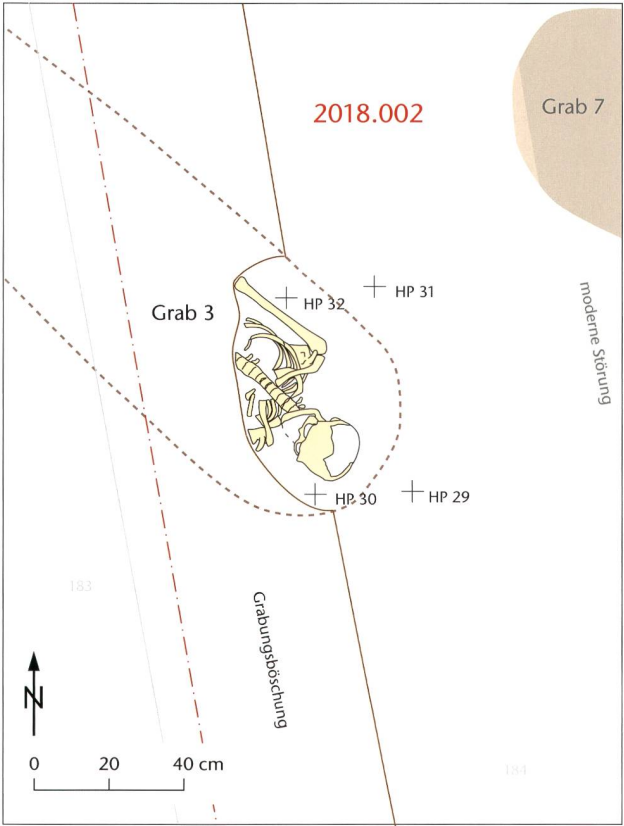 2018.002
Grab 7
moderne Störung
HP 31
HP 32
Grab 3
HP 30
HP 29
183
Grabungsböschung
N
0 20 40 cm
184